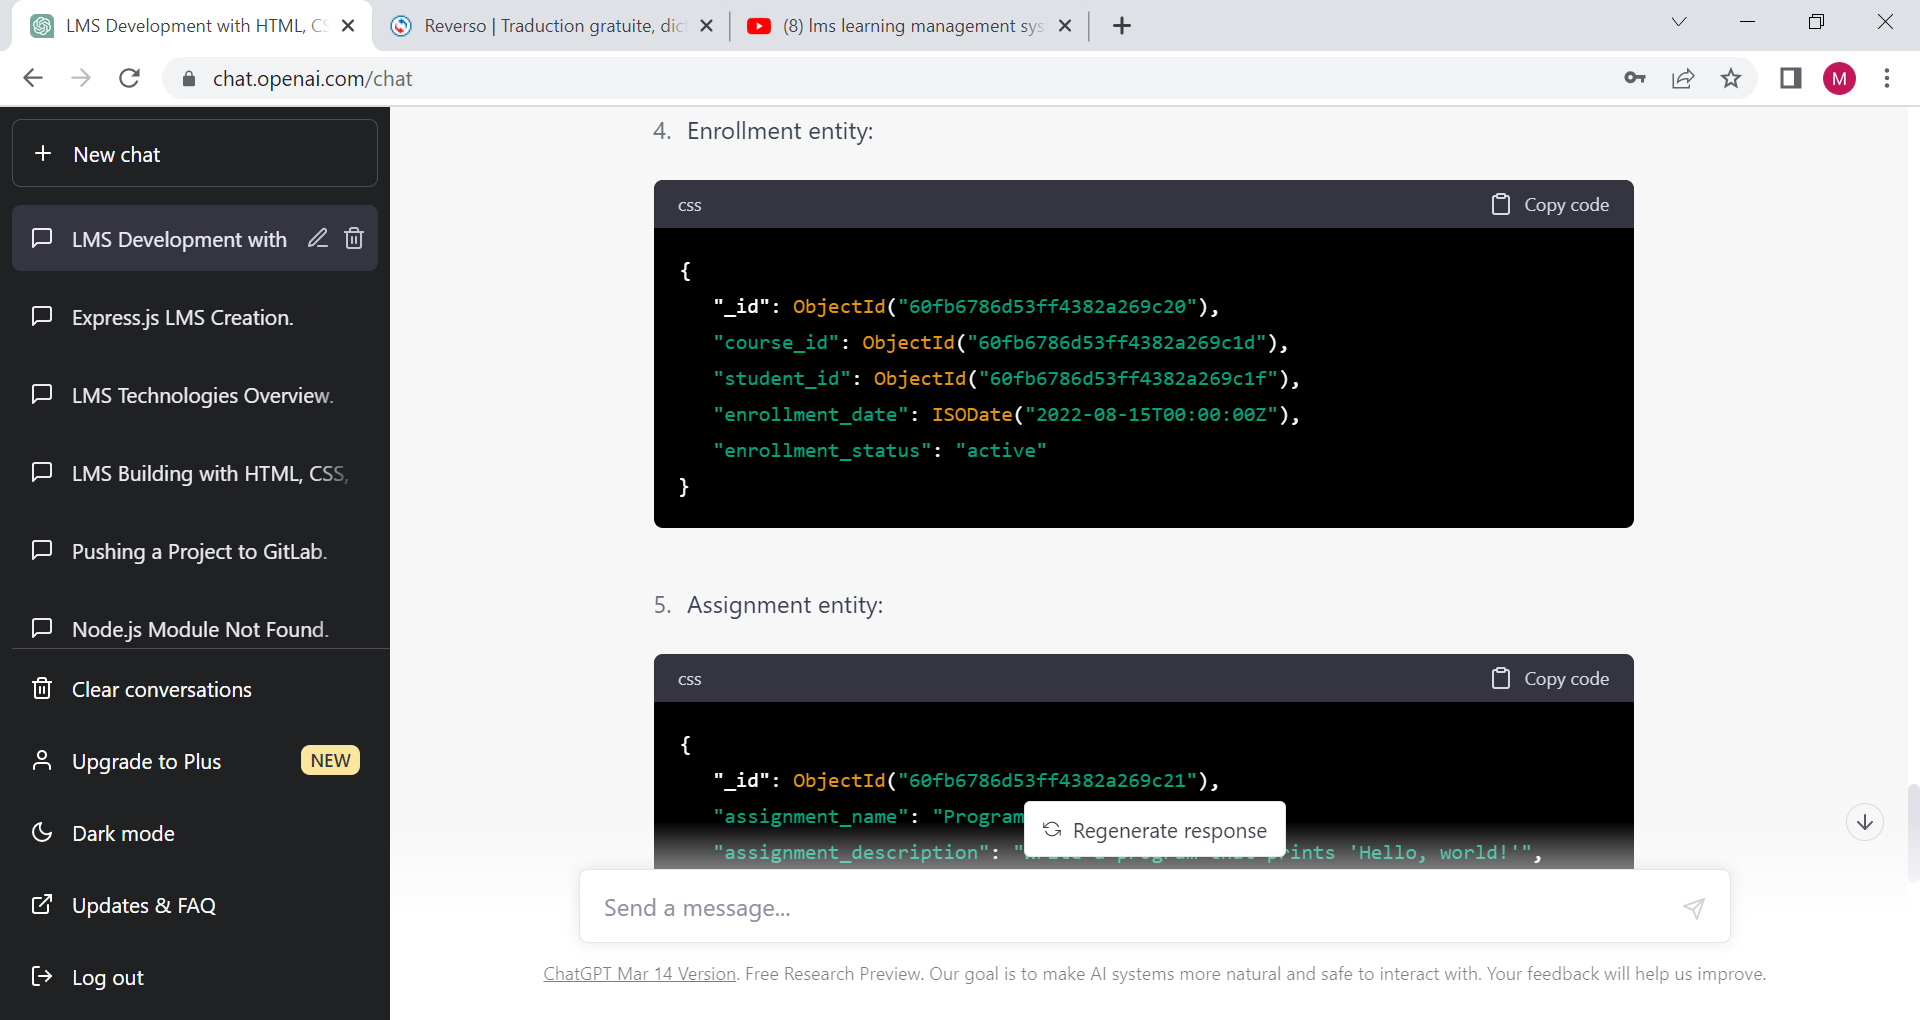 LMS Development with HTML, CS
Reverso | Traduction gratuite, dic
(8) lms learning management sys
chat.openai.com/chat
M
New chat
LMS Development with
Express.js LMS Creation.
LMS Technologies Overview.
LMS Building with HTML, CSS,
Pushing a Project to GitLab.
Node.js Module Not Found.
Clear conversations
Upgrade to Plus NEW
Dark mode
Updates & FAQ
Log out
4. Enrollment entity:
css Copy code
{
"_id": ObjectId("60fb6786d53ff4382a269c20"),
"course_id": ObjectId("60fb6786d53ff4382a269c1d"),
"student_id": ObjectId("60fb6786d53ff4382a269c1f"),
"enrollment_date": ISODate("2022-08-15T00:00:00Z"),
"enrollment_status": "active"
}
5. Assignment entity:
css Copy code
{
"_id": ObjectId("60fb6786d53ff4382a269c21"),
"assignment_name": "Program
Regenerate response
"assignment_description": "Write a program that prints 'Hello, world!'",
Send a message...
ChatGPT Mar 14 Version. Free Research Preview. Our goal is to make AI systems more natural and safe to interact with. Your feedback will help us improve.